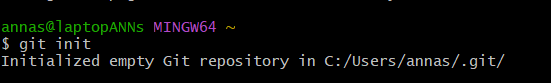 annas@laptopANNs MINGW64 ~
$ git init
Initialized empty Git repository in C:/Users/annas/.git/